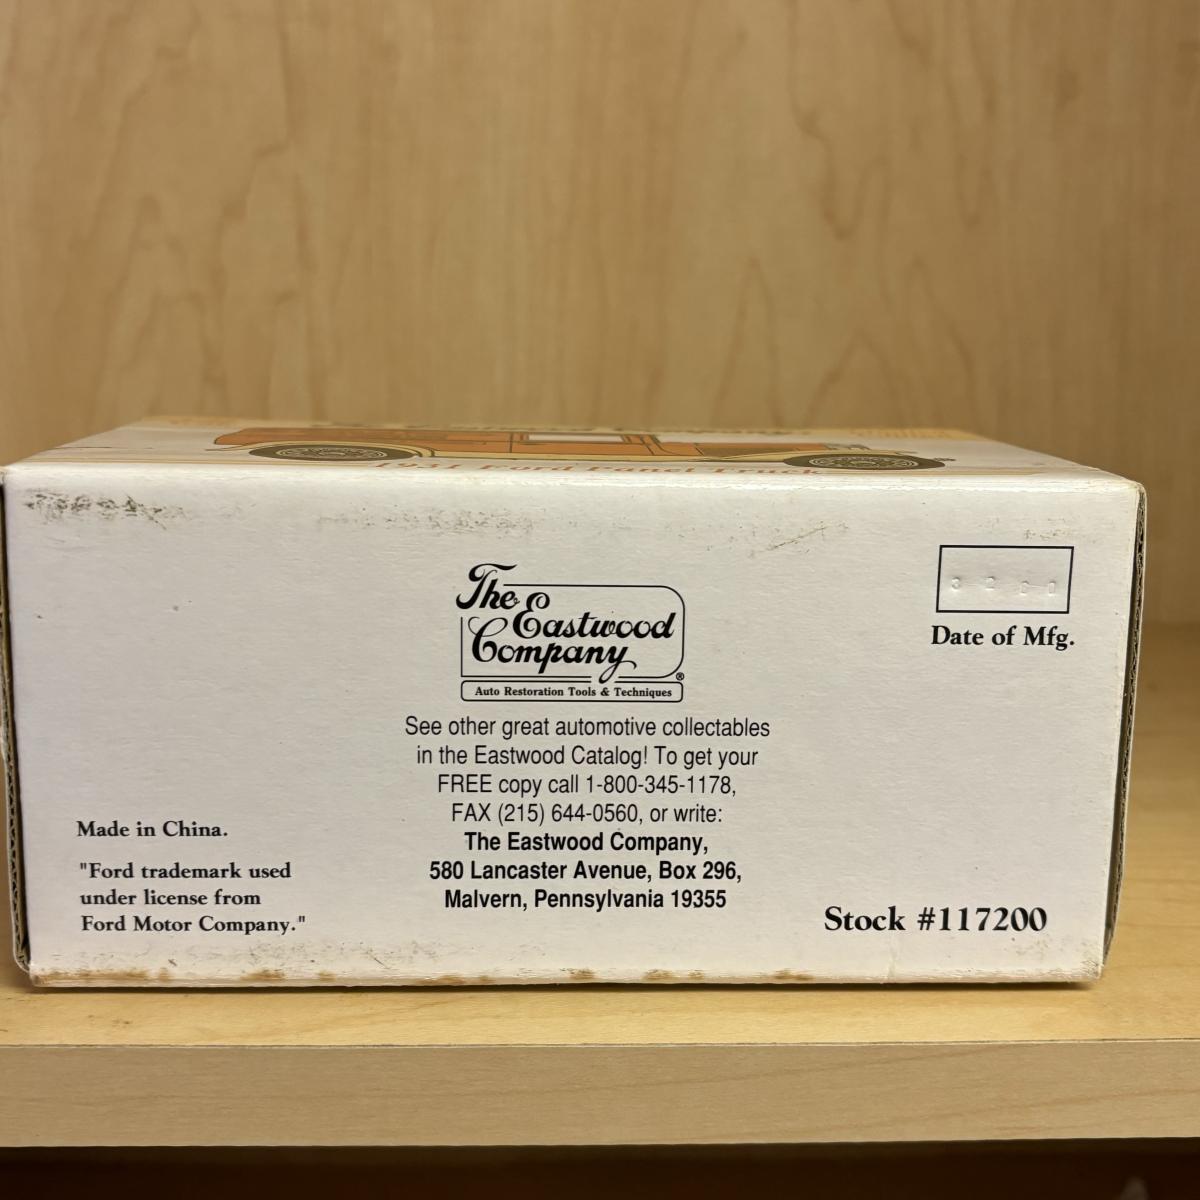 1931 Ford Panel Truck
The
Eastwood
Company
®
Auto Restoration Tools & Techniques
See other great automotive collectables
in the Eastwood Catalog! To get your
FREE copy call 1-800-345-1178,
FAX (215) 644-0560, or write:
The Eastwood Company,
580 Lancaster Avenue, Box 296,
Malvern, Pennsylvania 19355
Date of Mfg.
Made in China.
"Ford trademark used
under license from
Ford Motor Company."
Stock #117200